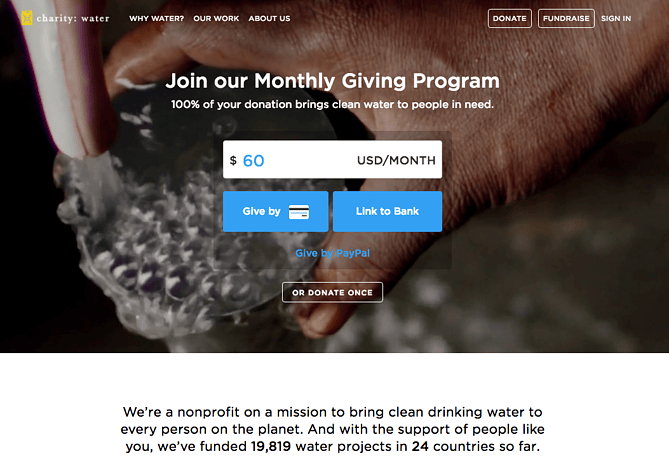 charity: water WHY WATER? OUR WORK ABOUT US DONATE FUNDRAISE SIGN IN
Join our Monthly Giving Program
100% of your donation brings clean water to people in need.
$ 60 USD/MONTH
Give by Link to Bank
Give by PayPal
OR DONATE ONCE
We're a nonprofit on a mission to bring clean drinking water to
every person on the planet. And with the support of people like
you, we've funded 19,819 water projects in 24 countries so far.